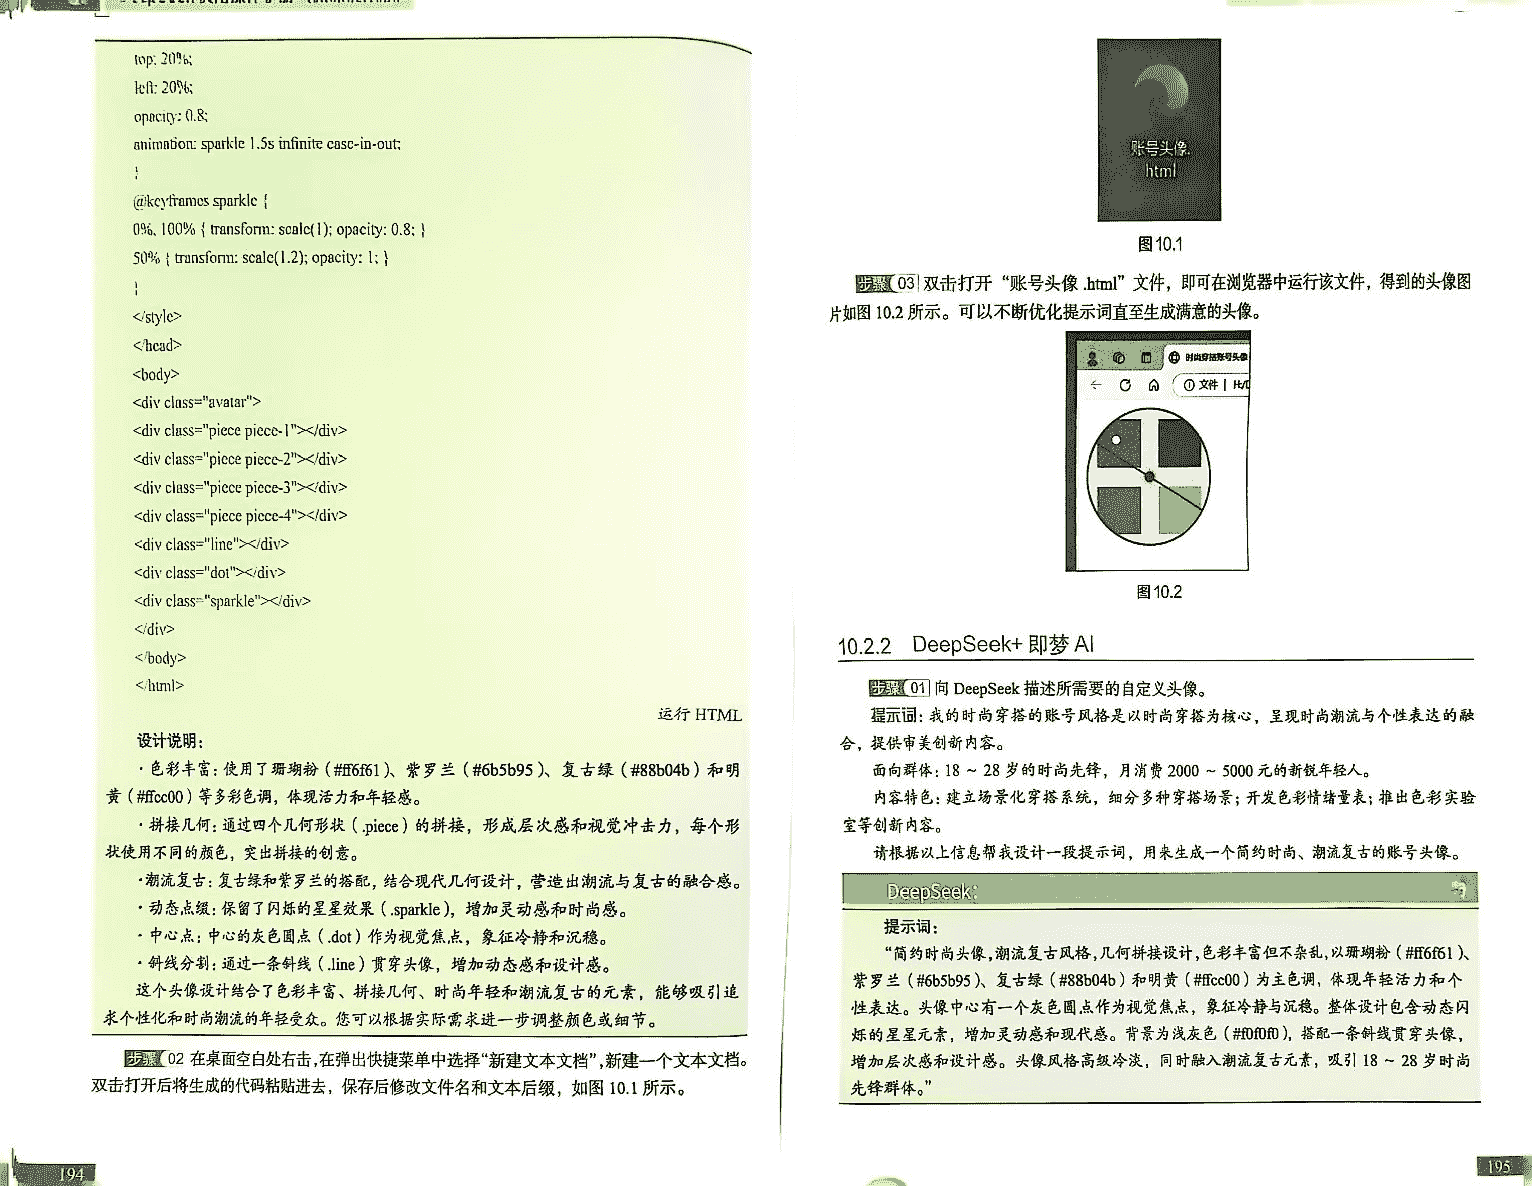 top: 20%;
left: 20%;
opacity: 0.8;
animation: sparkle 1.5s infinite ease-in-out;
}
@keyframes sparkle {
0%, 100% { transform: scale(1); opacity: 0.8; }
50% { transform: scale(1.2); opacity: 1; }
}
</style>
</head>
<body>
<div class="avatar">
<div class="piece piece-1"></div>
<div class="piece piece-2"></div>
<div class="piece piece-3"></div>
<div class="piece piece-4"></div>
<div class="line"></div>
<div class="dot"></div>
<div class="sparkle"></div>
</div>
</body>
</html>
运行 HTML
设计说明：
·色彩丰富：使用了珊瑚粉（#ff6f61）、紫罗兰（#6b5b95）、复古绿（#88b04b）和明
黄（#ffcc00）等多彩色调，体现活力和年轻感。
·拼接几何：通过四个几何形状（.piece）的拼接，形成层次感和视觉冲击力，每个形
状使用不同的颜色，突出拼接的创意。
·潮流复古：复古绿和紫罗兰的搭配，结合现代几何设计，营造出潮流与复古的融合感。
·动态点缀：保留了闪烁的星星效果（.sparkle），增加灵动感和时尚感。
·中心点：中心的灰色圆点（.dot）作为视觉焦点，象征冷静和沉稳。
·斜线分割：通过一条斜线（.line）贯穿头像，增加动态感和设计感。
这个头像设计结合了色彩丰富、拼接几何、时尚年轻和潮流复古的元素，能够吸引追
求个性化和时尚潮流的年轻受众。您可以根据实际需求进一步调整颜色或细节。
步骤 02 在桌面空白处右击，在弹出快捷菜单中选择“新建文本文档”，新建一个文本文档。
双击打开后将生成的代码粘贴进去，保存后修改文件名和文本后缀，如图 10.1 所示。
194
账号头像.
html
图10.1
步骤 03 双击打开“账号头像.html”文件，即可在浏览器中运行该文件，得到的头像图
片如图 10.2 所示。可以不断优化提示词直至生成满意的头像。
时尚穿搭账号头像
文件 | H:/D
图10.2
10.2.2 DeepSeek+ 即梦 AI
步骤 01 向 DeepSeek 描述所需要的自定义头像。
提示词：我的时尚穿搭的账号风格是以时尚穿搭为核心，呈现时尚潮流与个性表达的融
合，提供审美创新内容。
面向群体：18 ~ 28 岁的时尚先锋，月消费 2000 ~ 5000 元的新锐年轻人。
内容特色：建立场景化穿搭系统，细分多种穿搭场景；开发色彩情绪量表；推出色彩实验
室等创新内容。
请根据以上信息帮我设计一段提示词，用来生成一个简约时尚、潮流复古的账号头像。
DeepSeek：
提示词：
“简约时尚头像，潮流复古风格，几何拼接设计，色彩丰富但不杂乱，以珊瑚粉（#ff6f61）、
紫罗兰（#6b5b95）、复古绿（#88b04b）和明黄（#ffcc00）为主色调，体现年轻活力和个
性表达。头像中心有一个灰色圆点作为视觉焦点，象征冷静与沉稳。整体设计包含动态闪
烁的星星元素，增加灵动感和现代感。背景为浅灰色（#f0f0f0），搭配一条斜线贯穿头像，
增加层次感和设计感。头像风格高级冷淡，同时融入潮流复古元素，吸引 18 ~ 28 岁时尚
先锋群体。”
195